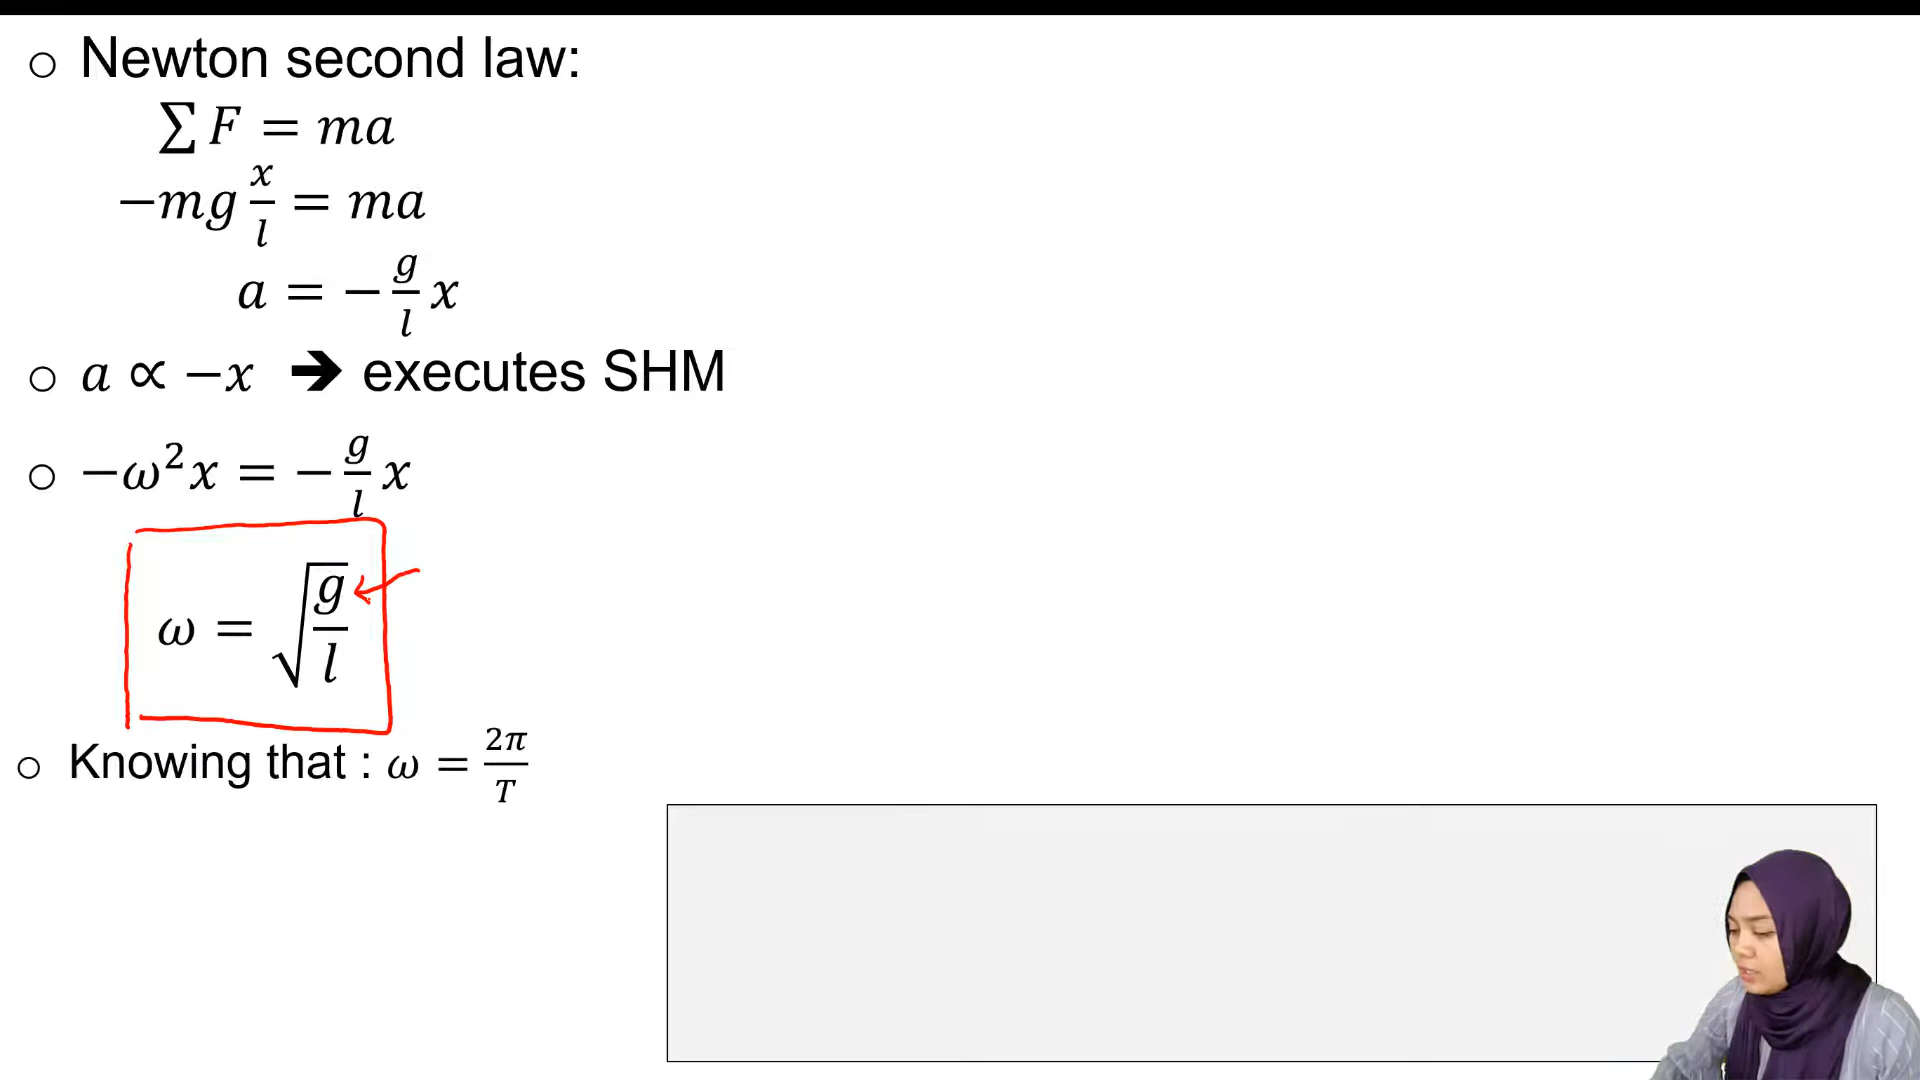 ○ Newton second law:
∑F = ma
−mg x/l = ma
a = −g/l x
○ a ∝ −x ➔ executes SHM
○ −ω²x = −g/l x
ω = √(g/l)
○ Knowing that : ω = 2π/T